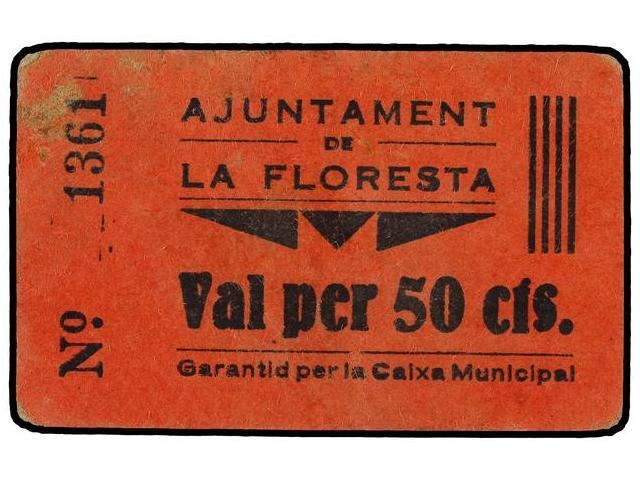 Nº 1361
AJUNTAMENT
DE
LA FLORESTA
Val per 50 cts.
Garantid per la Caixa Municipal